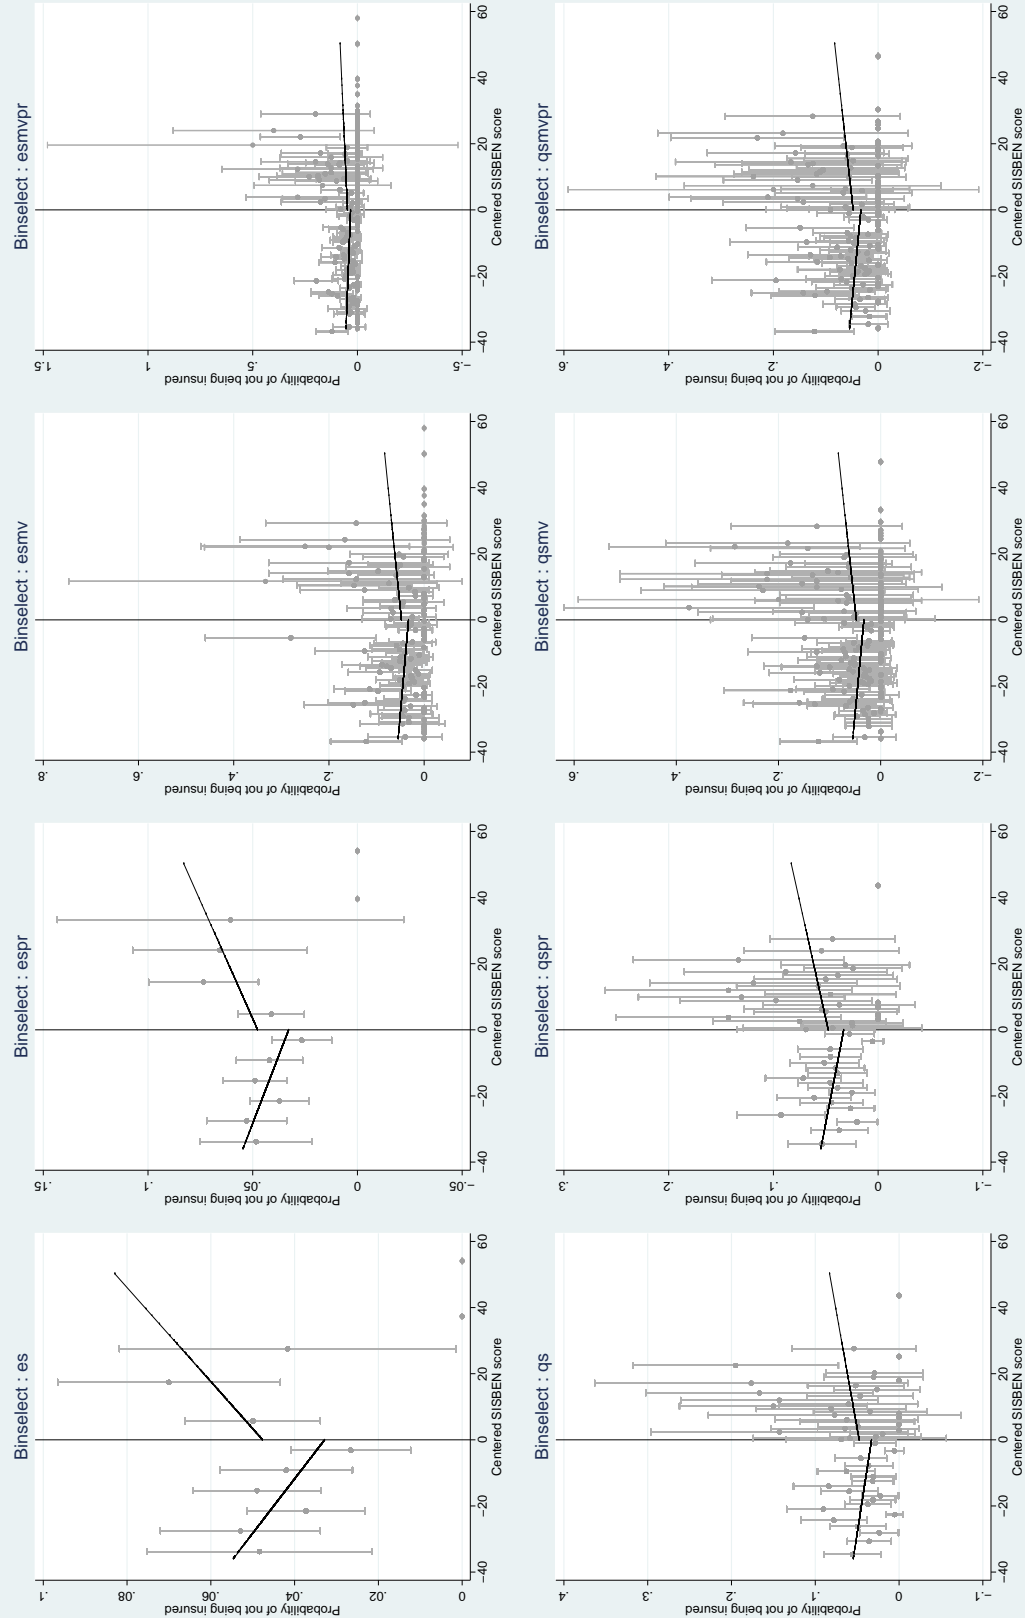 Binselect : es
Probability of not being insured
.1
.08
.06
.04
.02
0
−40 −20 0 20 40 60
Centered SISBEN score
Binselect : espr
Probability of not being insured
.15
.1
.05
0
−.05
−40 −20 0 20 40 60
Centered SISBEN score
Binselect : esmv
Probability of not being insured
.8
.6
.4
.2
0
−40 −20 0 20 40 60
Centered SISBEN score
Binselect : esmvpr
Probability of not being insured
1.5
1
.5
0
−.5
−40 −20 0 20 40 60
Centered SISBEN score
Binselect : qs
Probability of not being insured
.4
.3
.2
.1
0
−.1
−40 −20 0 20 40 60
Centered SISBEN score
Binselect : qspr
Probability of not being insured
.3
.2
.1
0
−.1
−40 −20 0 20 40 60
Centered SISBEN score
Binselect : qsmv
Probability of not being insured
.6
.4
.2
0
−.2
−40 −20 0 20 40 60
Centered SISBEN score
Binselect : qsmvpr
Probability of not being insured
.6
.4
.2
0
−.2
−40 −20 0 20 40 60
Centered SISBEN score